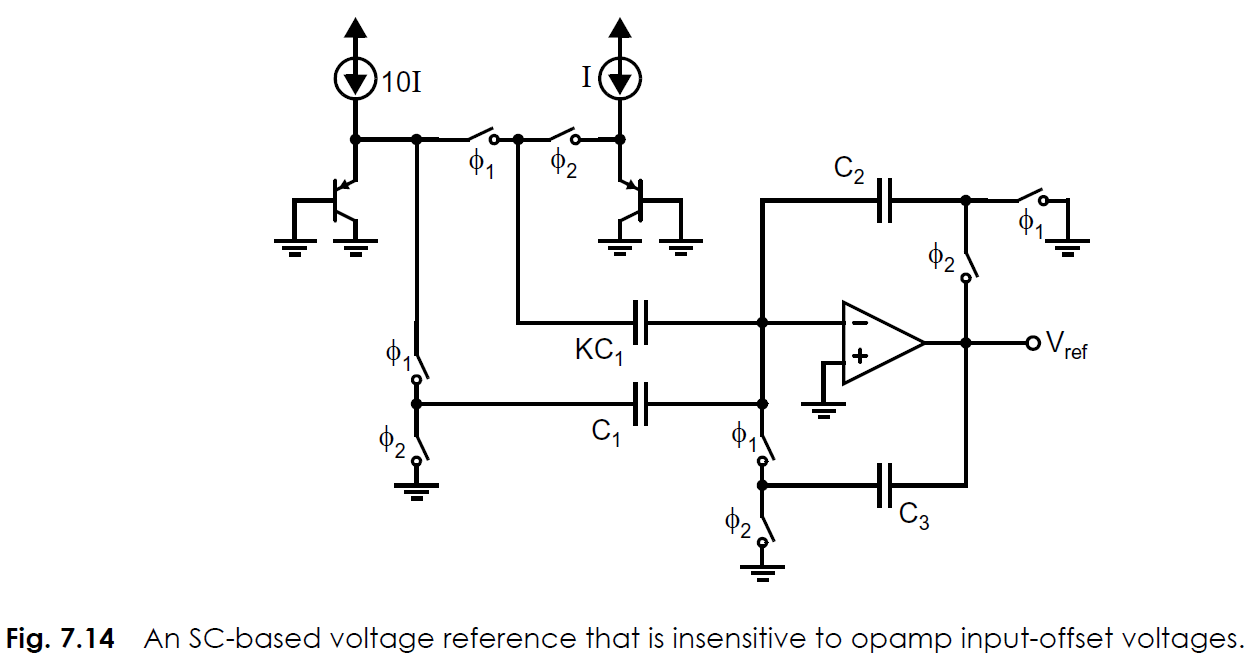 10I
I
ϕ1
ϕ2
C2
ϕ1
ϕ2
KC1
ϕ1
−
+
Vref
C1
ϕ2
ϕ1
C3
ϕ2
Fig. 7.14 An SC-based voltage reference that is insensitive to opamp input-offset voltages.